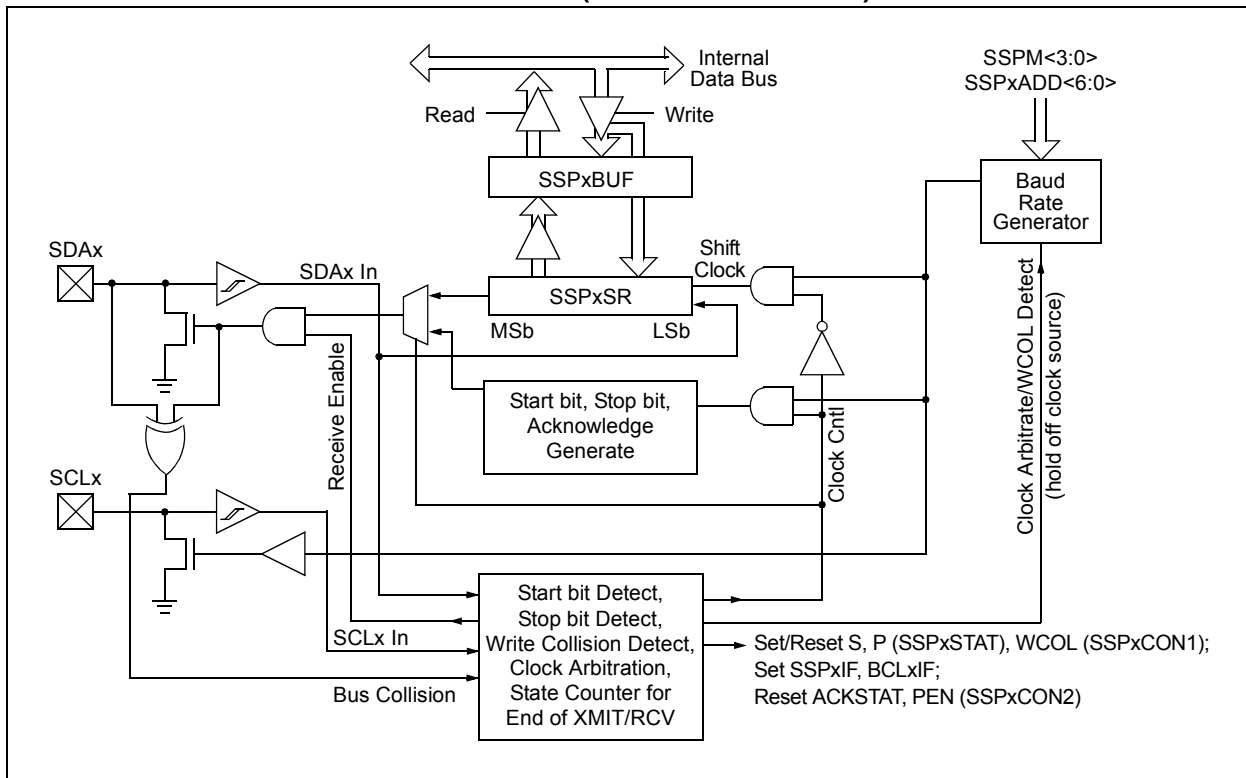 Internal
Data Bus
SSPM<3:0>
SSPxADD<6:0>
Read
Write
SSPxBUF
Baud
Rate
Generator
SDAx
SDAx In
Shift
Clock
SSPxSR
MSb
LSb
Receive Enable
Start bit, Stop bit,
Acknowledge
Generate
Clock Cntl
Clock Arbitrate/WCOL Detect
(hold off clock source)
SCLx
SCLx In
Bus Collision
Start bit Detect,
Stop bit Detect,
Write Collision Detect,
Clock Arbitration,
State Counter for
End of XMIT/RCV
Set/Reset S, P (SSPxSTAT), WCOL (SSPxCON1);
Set SSPxIF, BCLxIF;
Reset ACKSTAT, PEN (SSPxCON2)